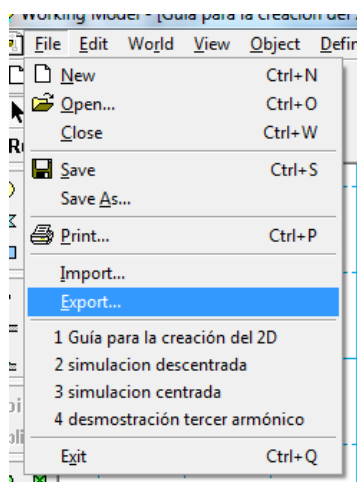 Working Model - [Guía para la creación del
File Edit World View Object Defin
New Ctrl+N
Open... Ctrl+O
Close Ctrl+W
Ru
Save Ctrl+S
Save As...
Print... Ctrl+P
Import...
Export...
1 Guía para la creación del 2D
2 simulacion descentrada
3 simulacion centrada
4 desmostración tercer armónico
Exit Ctrl+Q